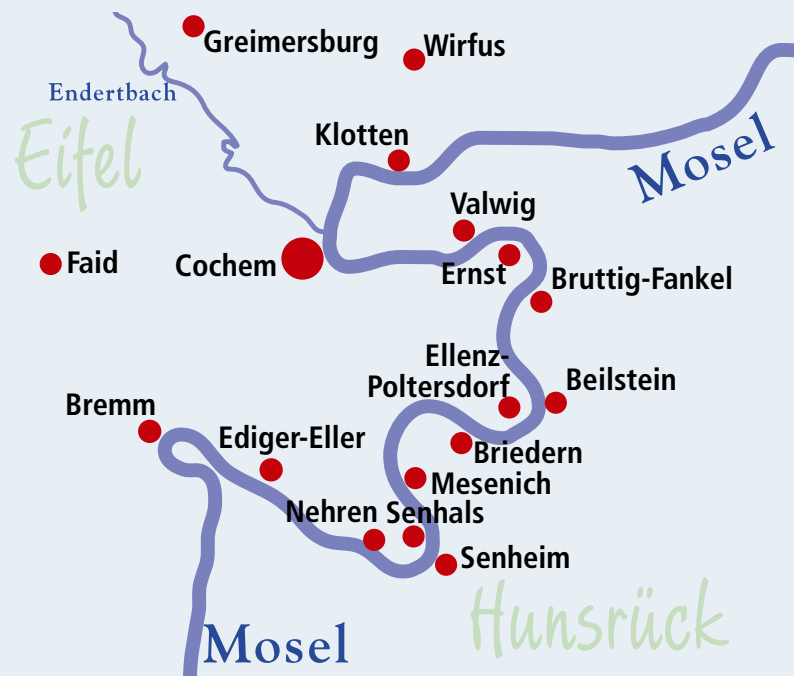 Greimersburg
Wirfus
Endertbach
Eifel
Klotten
Mosel
Valwig
Faid
Cochem
Ernst
Bruttig-Fankel
Ellenz-
Poltersdorf
Beilstein
Bremm
Ediger-Eller
Briedern
Mesenich
Nehren
Senhals
Senheim
Hunsrück
Mosel